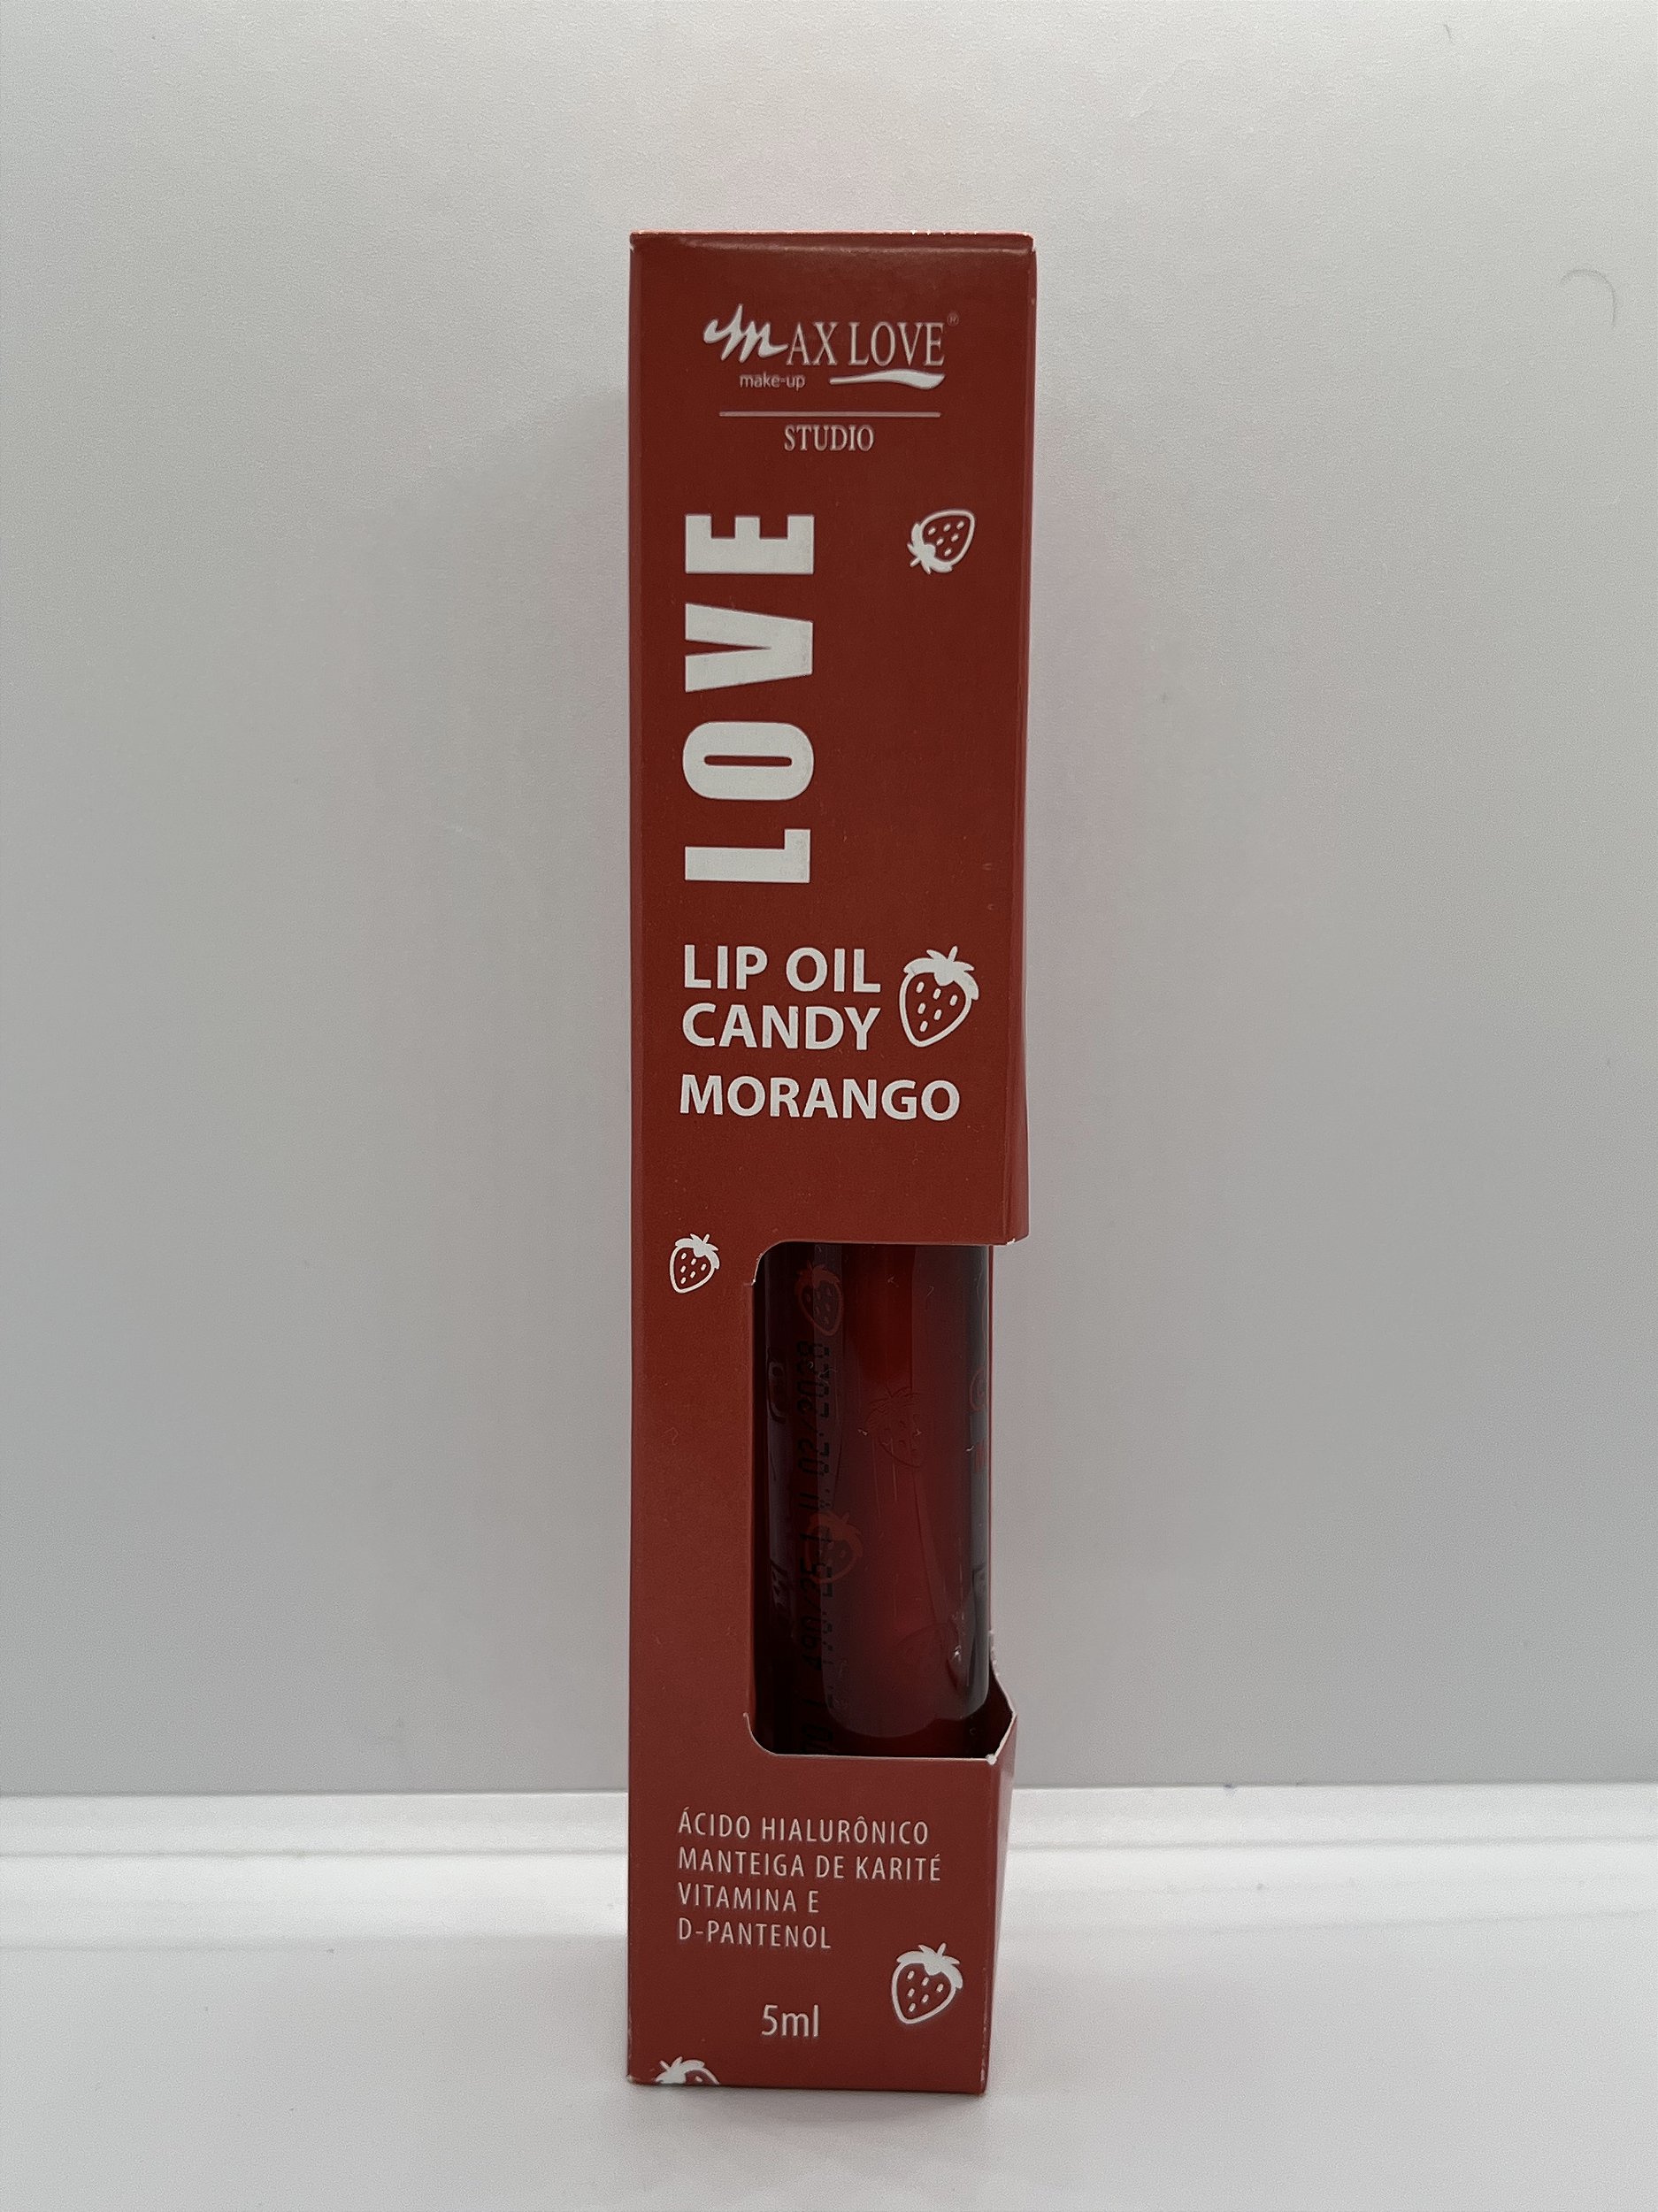 MAX LOVE®
make-up
STUDIO
LOVE
LIP OIL
CANDY
MORANGO
ÁCIDO HIALURÔNICO
MANTEIGA DE KARITÉ
VITAMINA E
D-PANTENOL
5ml